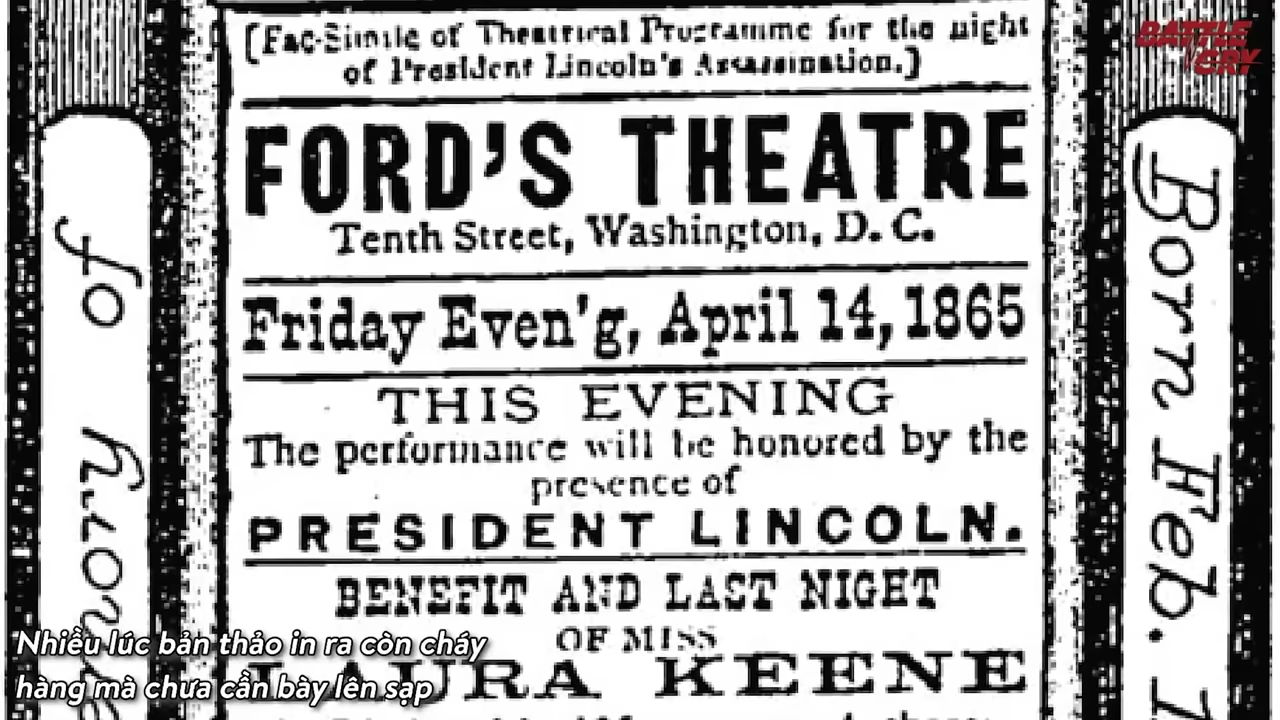 BATTLE
CRY
[Fac-Simile of Theatrical Programme for the night
of President Lincoln's Assassination.]
FORD'S THEATRE
Tenth Street, Washington, D. C.
Friday Even'g, April 14, 1865
THIS EVENING
The performance will be honored by the
presence of
PRESIDENT LINCOLN.
BENEFIT AND LAST NIGHT
OF MISS
LAURA KEENE
of
Born Feb. 1
Nhiều lúc bản thảo in ra còn cháy
hàng mà chưa cần bày lên sạp